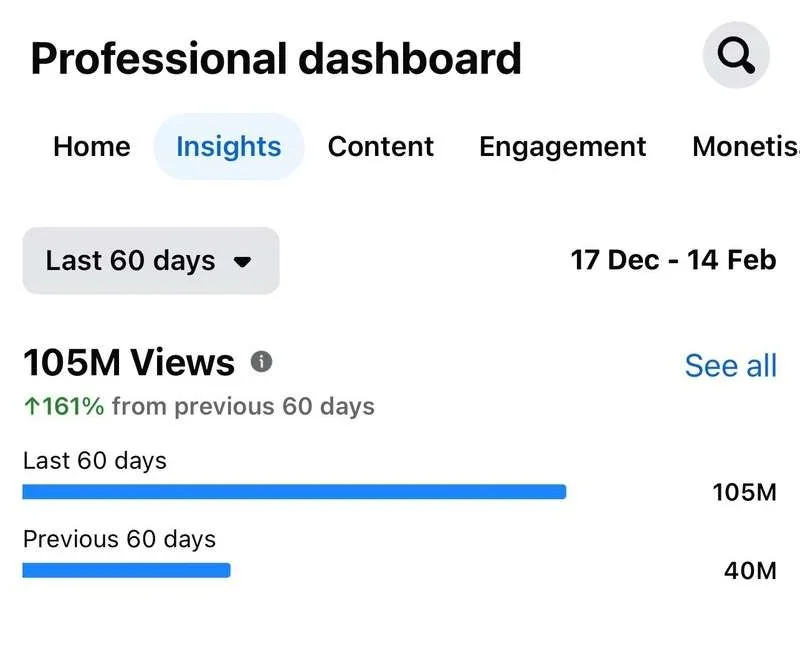 Professional dashboard
Home Insights Content Engagement Monetis
Last 60 days 17 Dec - 14 Feb
105M Views See all
↑161% from previous 60 days
Last 60 days
105M
Previous 60 days
40M